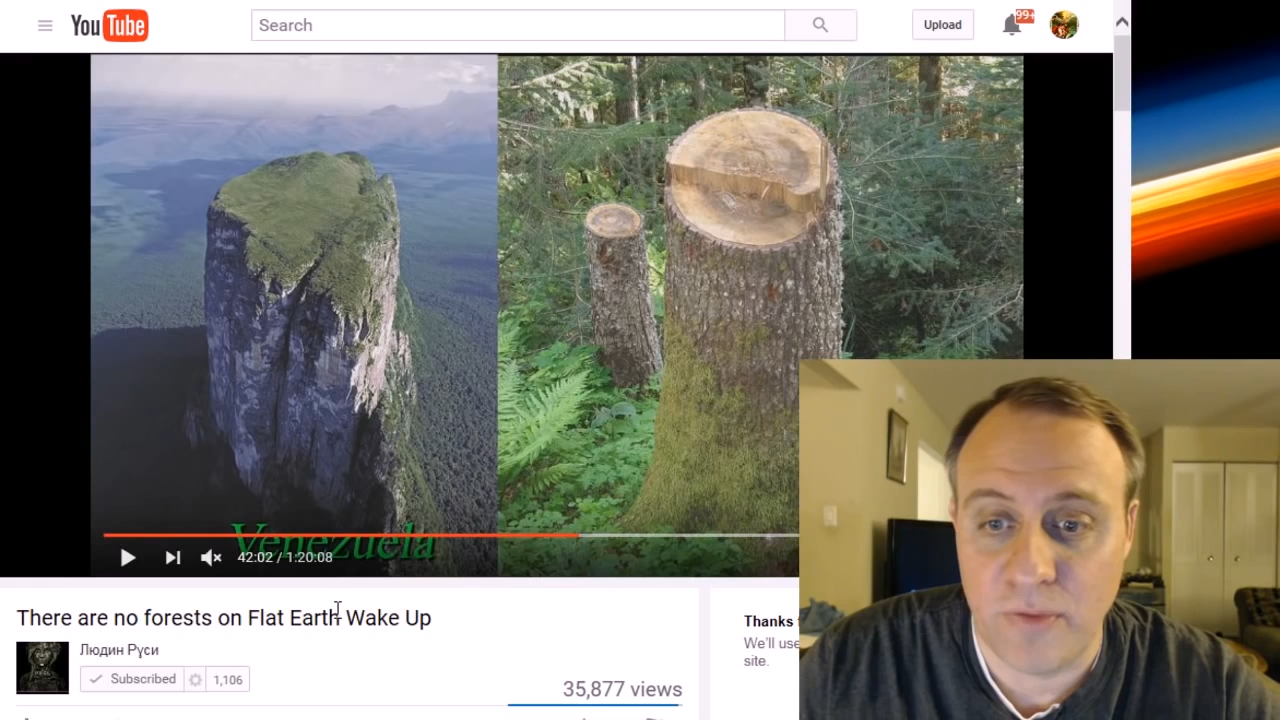 YouTube
Search
Upload
99+
Venezuela
42:02 / 1:20:08
There are no forests on Flat Earth Wake Up
Людин Руси
Subscribed
1,106
35,877 views
Thanks
We'll use
site.